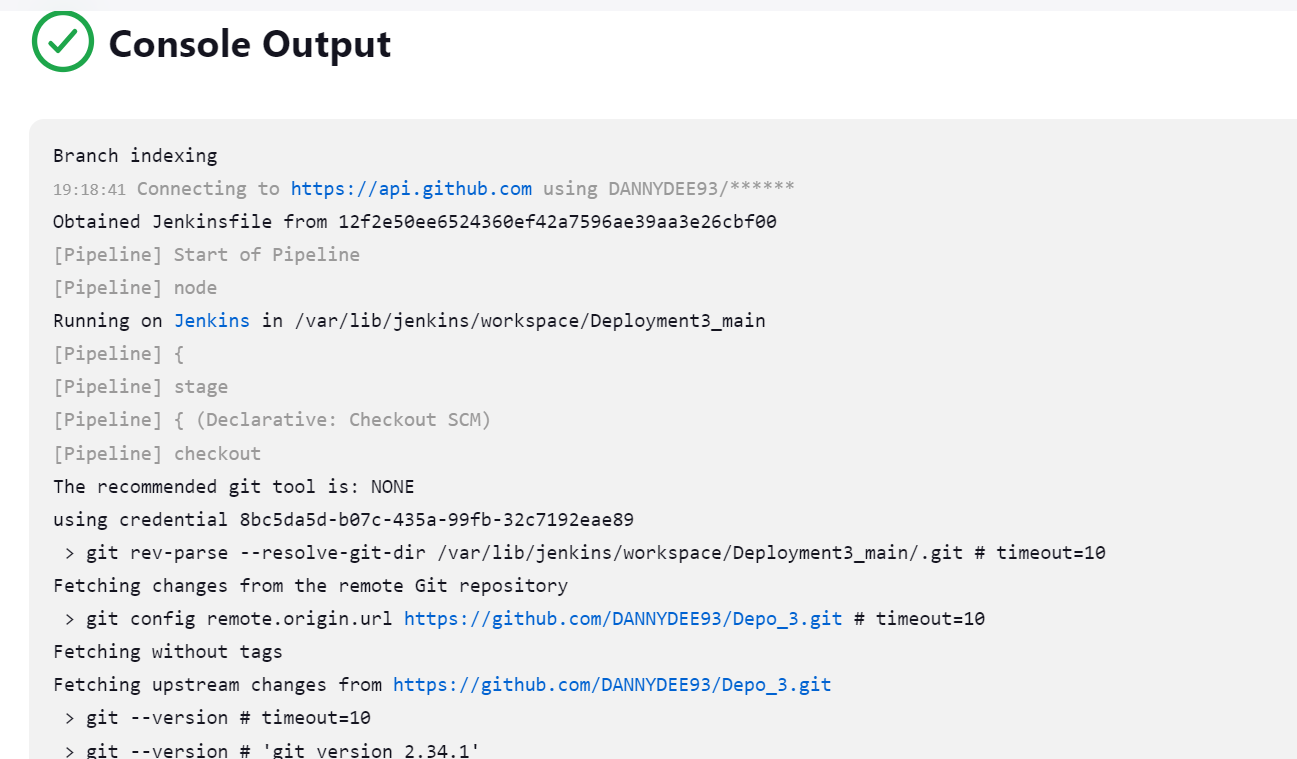 Console Output
Branch indexing
19:18:41 Connecting to https://api.github.com using DANNYDEE93/******
Obtained Jenkinsfile from 12f2e50ee6524360ef42a7596ae39aa3e26cbf00
[Pipeline] Start of Pipeline
[Pipeline] node
Running on Jenkins in /var/lib/jenkins/workspace/Deployment3_main
[Pipeline] {
[Pipeline] stage
[Pipeline] { (Declarative: Checkout SCM)
[Pipeline] checkout
The recommended git tool is: NONE
using credential 8bc5da5d-b07c-435a-99fb-32c7192eae89
 > git rev-parse --resolve-git-dir /var/lib/jenkins/workspace/Deployment3_main/.git # timeout=10
Fetching changes from the remote Git repository
 > git config remote.origin.url https://github.com/DANNYDEE93/Depo_3.git # timeout=10
Fetching without tags
Fetching upstream changes from https://github.com/DANNYDEE93/Depo_3.git
 > git --version # timeout=10
 > git --version # 'git version 2.34.1'